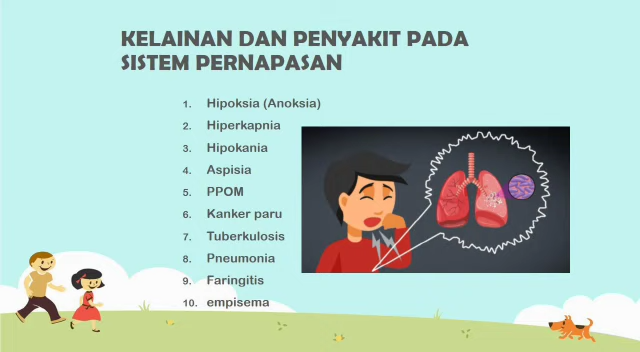 KELAINAN DAN PENYAKIT PADA
SISTEM PERNAPASAN
1. Hipoksia (Anoksia)
2. Hiperkapnia
3. Hipokania
4. Aspisia
5. PPOM
6. Kanker paru
7. Tuberkulosis
8. Pneumonia
9. Faringitis
10. empisema